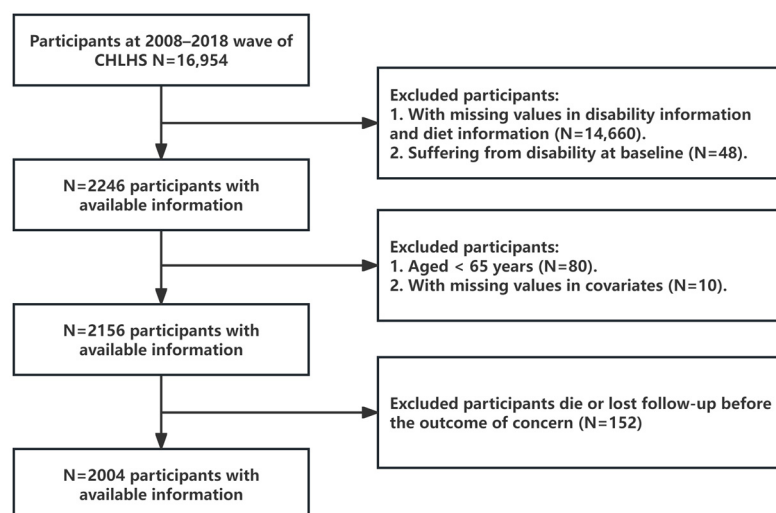 Participants at 2008–2018 wave of
CHLHS N=16,954
Excluded participants:
1. With missing values in disability information
and diet information (N=14,660).
2. Suffering from disability at baseline (N=48).
N=2246 participants with
available information
Excluded participants:
1. Aged < 65 years (N=80).
2. With missing values in covariates (N=10).
N=2156 participants with
available information
Excluded participants die or lost follow-up before
the outcome of concern (N=152)
N=2004 participants with
available information